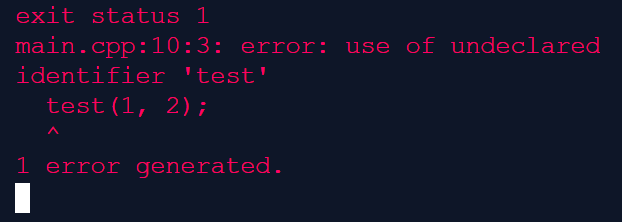 exit status 1
main.cpp:10:3: error: use of undeclared
identifier 'test'
  test(1, 2);
  ^
1 error generated.